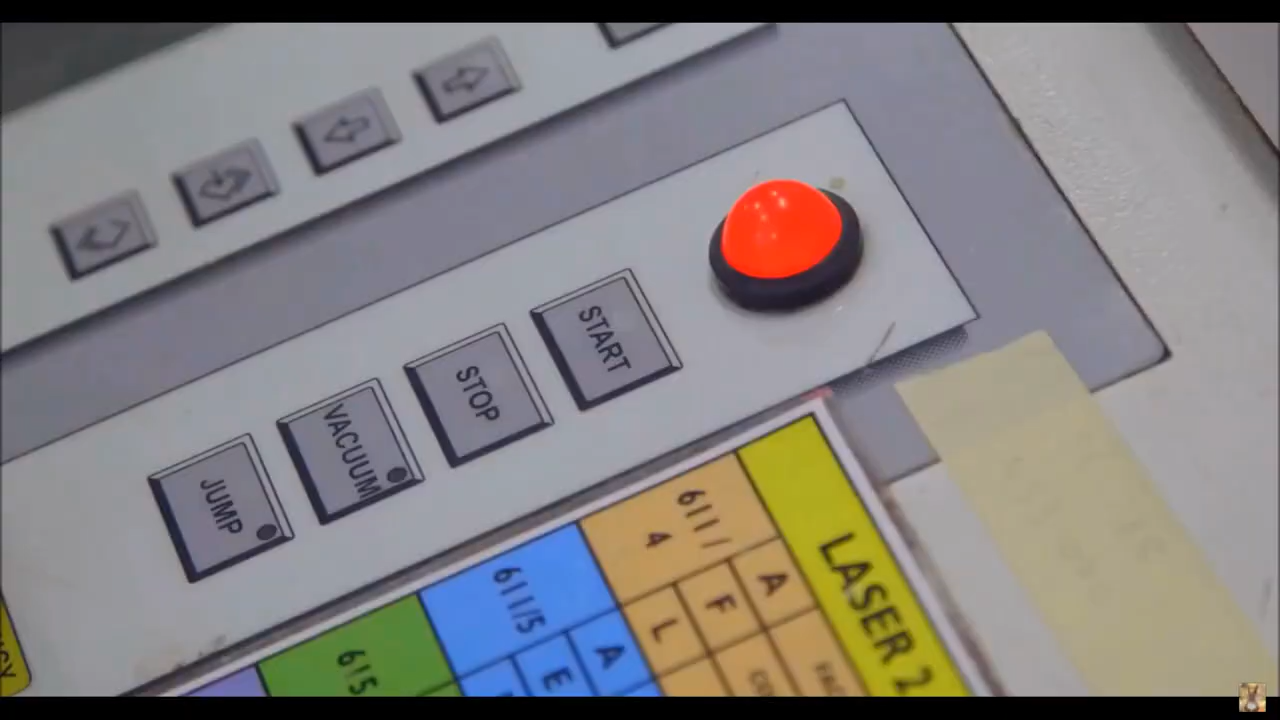 START
STOP
VACUUM
JUMP
LASER 2
611/
4
A
F
L
611/5
A
E
615